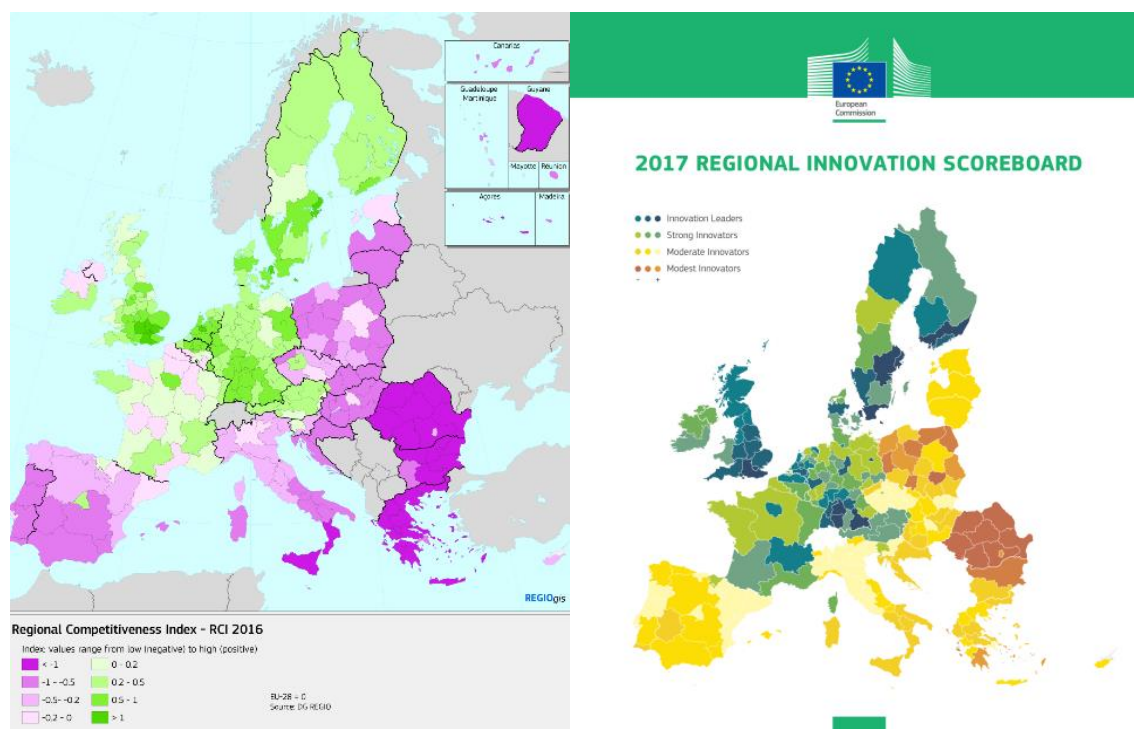 Canarias
Guadeloupe
Martinique
Guyane
Mayotte
Réunion
Açores
Madeira
REGIOgis
Regional Competitiveness Index - RCI 2016
Index: values range from low (negative) to high (positive)
< -1
-1 - -0.5
-0.5 - -0.2
-0.2 - 0
0 - 0.2
0.2 - 0.5
0.5 - 1
> 1
EU-28 = 0
Source: DG REGIO
European
Commission
2017 REGIONAL INNOVATION SCOREBOARD
Innovation Leaders
Strong Innovators
Moderate Innovators
Modest Innovators
- +